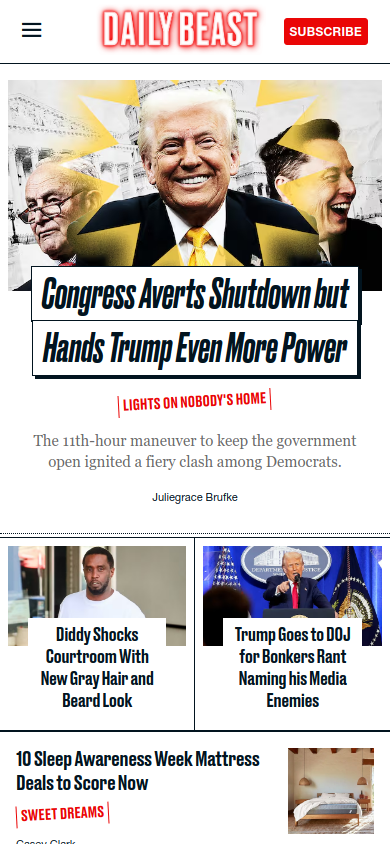 DAILY BEAST
SUBSCRIBE
Congress Averts Shutdown but
Hands Trump Even More Power
LIGHTS ON NOBODY'S HOME
The 11th-hour maneuver to keep the government
open ignited a fiery clash among Democrats.
Juliegrace Brufke
Diddy Shocks
Courtroom With
New Gray Hair and
Beard Look
Trump Goes to DOJ
for Bonkers Rant
Naming his Media
Enemies
10 Sleep Awareness Week Mattress
Deals to Score Now
SWEET DREAMS
Casey Clark